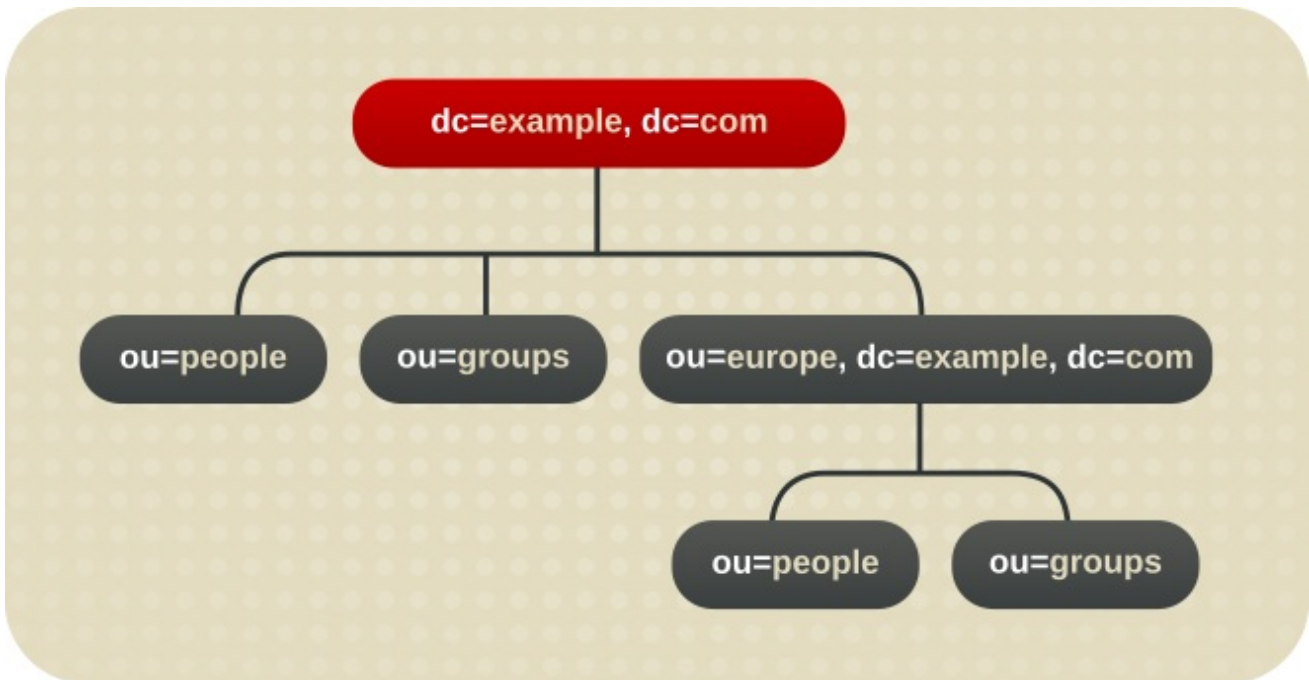 dc=example, dc=com
ou=people
ou=groups
ou=europe, dc=example, dc=com
ou=people
ou=groups